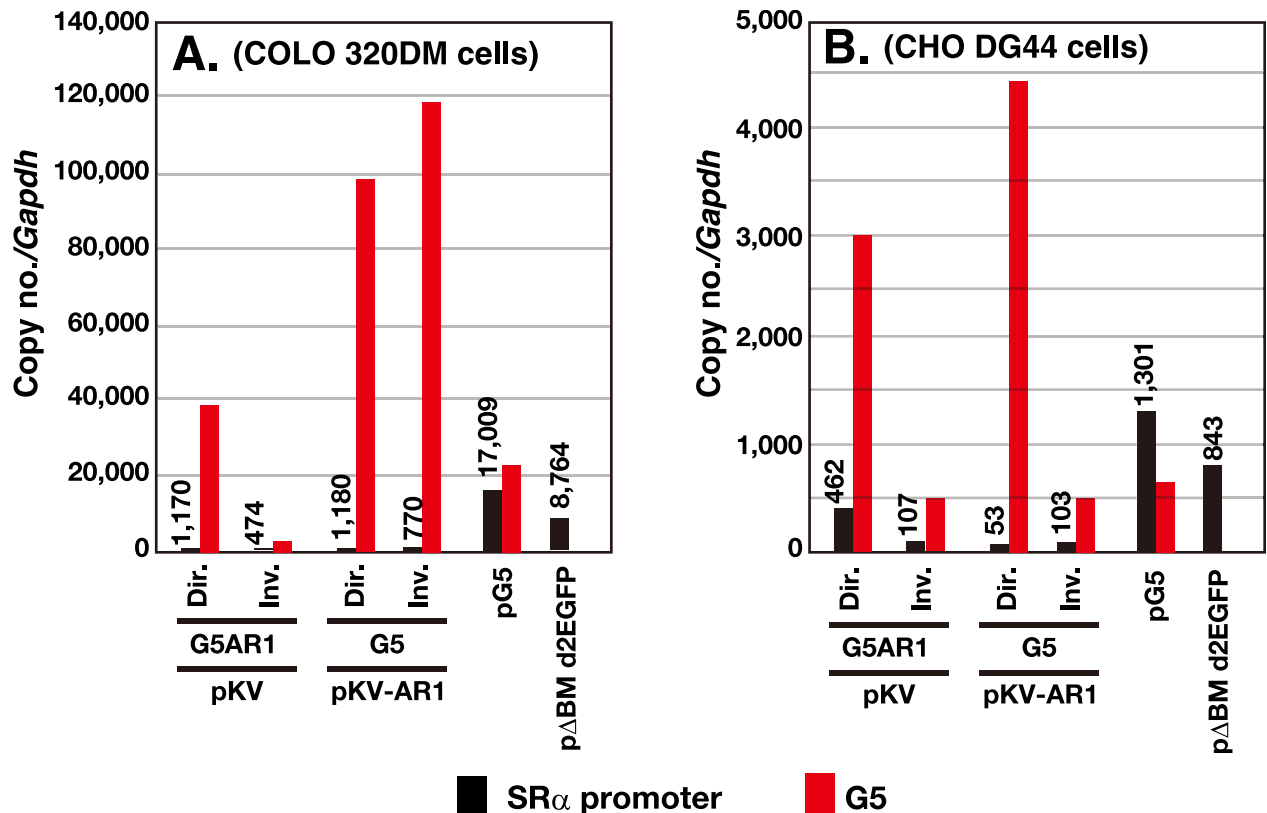 A. (COLO 320DM cells)
Copy no./Gapdh
140,000
120,000
100,000
80,000
60,000
40,000
20,000
0
1,170
474
1,180
770
17,009
8,764
Dir.
Inv.
Dir.
Inv.
pG5
p∆BM d2EGFP
G5AR1
G5
pKV
pKV-AR1
B. (CHO DG44 cells)
Copy no./Gapdh
5,000
4,000
3,000
2,000
1,000
0
462
107
53
103
1,301
843
Dir.
Inv.
Dir.
Inv.
pG5
p∆BM d2EGFP
G5AR1
G5
pKV
pKV-AR1
SRα promoter
G5